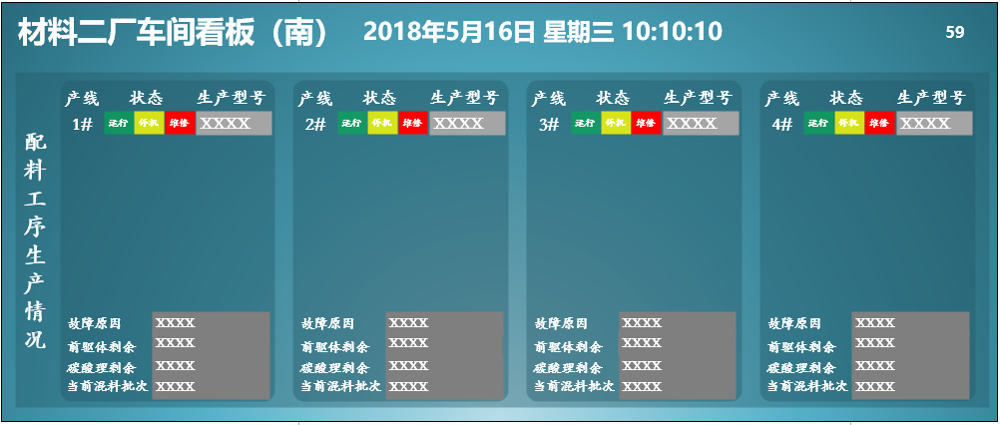 材料二厂车间看板（南） 2018年5月16日 星期三 10:10:10 59
配料工序生产情况
产线 状态 生产型号
1# 运行 停机 维修 XXXX
故障原因 XXXX
前驱体剩余 XXXX
碳酸理剩余 XXXX
当前混料批次 XXXX
产线 状态 生产型号
2# 运行 停机 维修 XXXX
故障原因 XXXX
前驱体剩余 XXXX
碳酸理剩余 XXXX
当前混料批次 XXXX
产线 状态 生产型号
3# 运行 停机 维修 XXXX
故障原因 XXXX
前驱体剩余 XXXX
碳酸理剩余 XXXX
当前混料批次 XXXX
产线 状态 生产型号
4# 运行 停机 维修 XXXX
故障原因 XXXX
前驱体剩余 XXXX
碳酸理剩余 XXXX
当前混料批次 XXXX